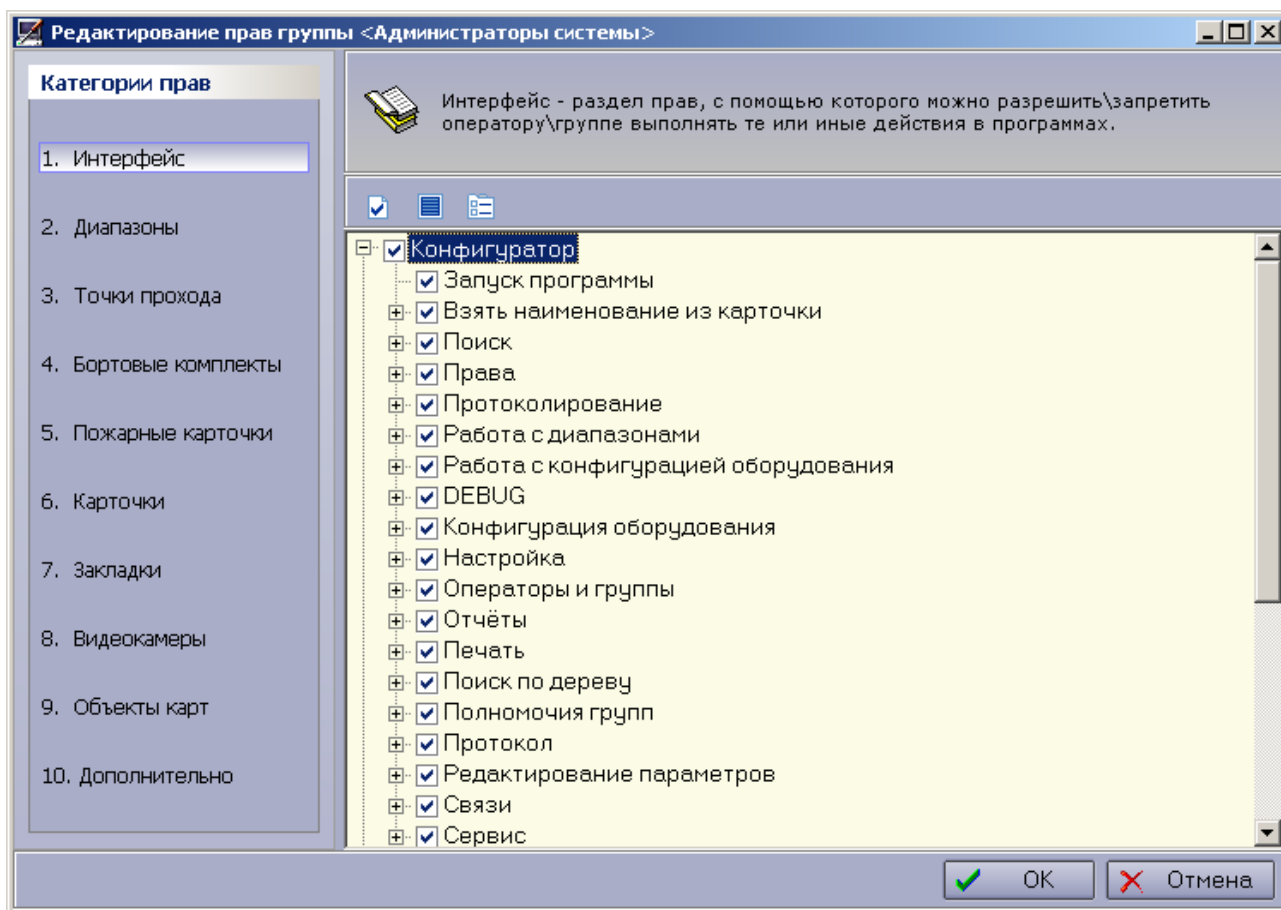 Редактирование прав группы <Администраторы системы>
Категории прав
1. Интерфейс
2. Диапазоны
3. Точки прохода
4. Бортовые комплекты
5. Пожарные карточки
6. Карточки
7. Закладки
8. Видеокамеры
9. Объекты карт
10. Дополнительно
Интерфейс - раздел прав, с помощью которого можно разрешить\запретить
оператору\группе выполнять те или иные действия в программах.
Конфигуратор
Запуск программы
Взять наименование из карточки
Поиск
Права
Протоколирование
Работа с диапазонами
Работа с конфигурацией оборудования
DEBUG
Конфигурация оборудования
Настройка
Операторы и группы
Отчёты
Печать
Поиск по дереву
Полномочия групп
Протокол
Редактирование параметров
Связи
Сервис
OK
Отмена